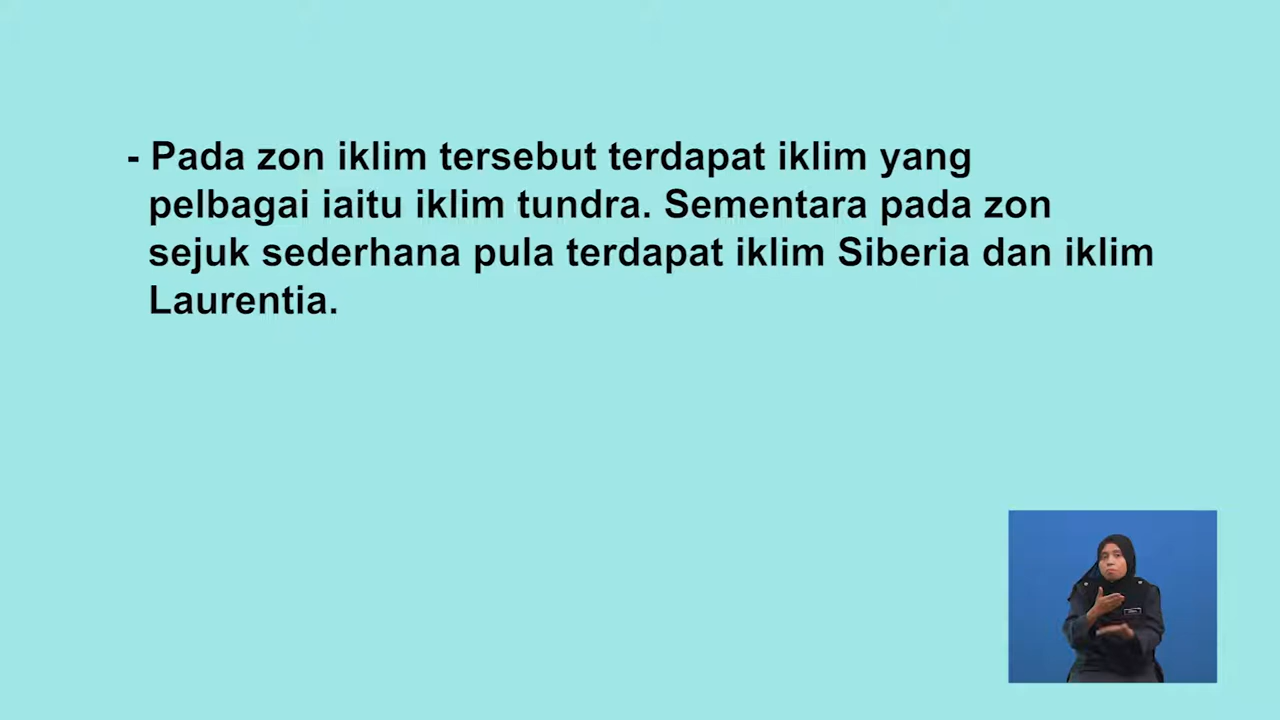 - Pada zon iklim tersebut terdapat iklim yang
pelbagai iaitu iklim tundra. Sementara pada zon
sejuk sederhana pula terdapat iklim Siberia dan iklim
Laurentia.